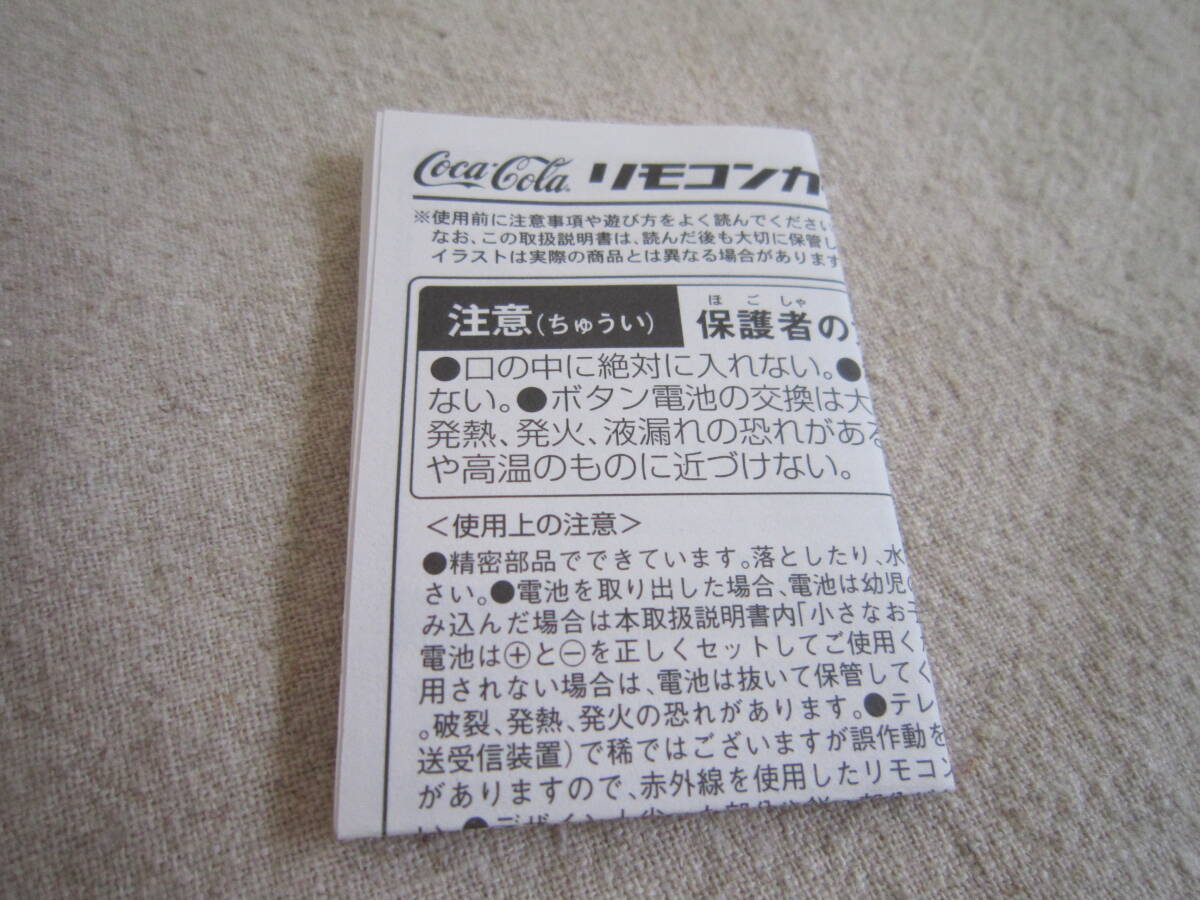 Coca-Cola リモコンカ
※使用前に注意事項や遊び方をよく読んでください
なお、この取扱説明書は、読んだ後も大切に保管し
イラストは実際の商品とは異なる場合があります
注意(ちゅうい) 保護者の
ほごしゃ
●口の中に絶対に入れない。●
ない。●ボタン電池の交換は大
発熱、発火、液漏れの恐れがある
や高温のものに近づけない。
＜使用上の注意＞
●精密部品でできています。落としたり、水
さい。●電池を取り出した場合、電池は幼児の
み込んだ場合は本取扱説明書内「小さなお子
電池は⊕と⊖を正しくセットしてご使用く
用されない場合は、電池は抜いて保管してく
。破裂、発熱、発火の恐れがあります。●テレ
送受信装置)で稀ではございますが誤作動を
がありますので、赤外線を使用したリモコン